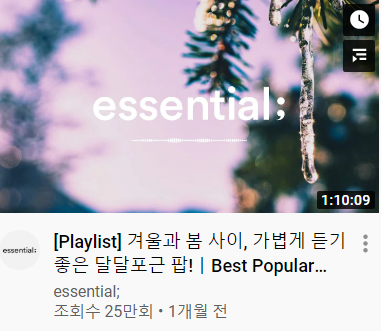 essential;
1:10:09
essential;
[Playlist] 겨울과 봄 사이, 가볍게 듣기
좋은 달달포근 팝!ㅣBest Popular...
essential;
조회수 25만회 • 1개월 전